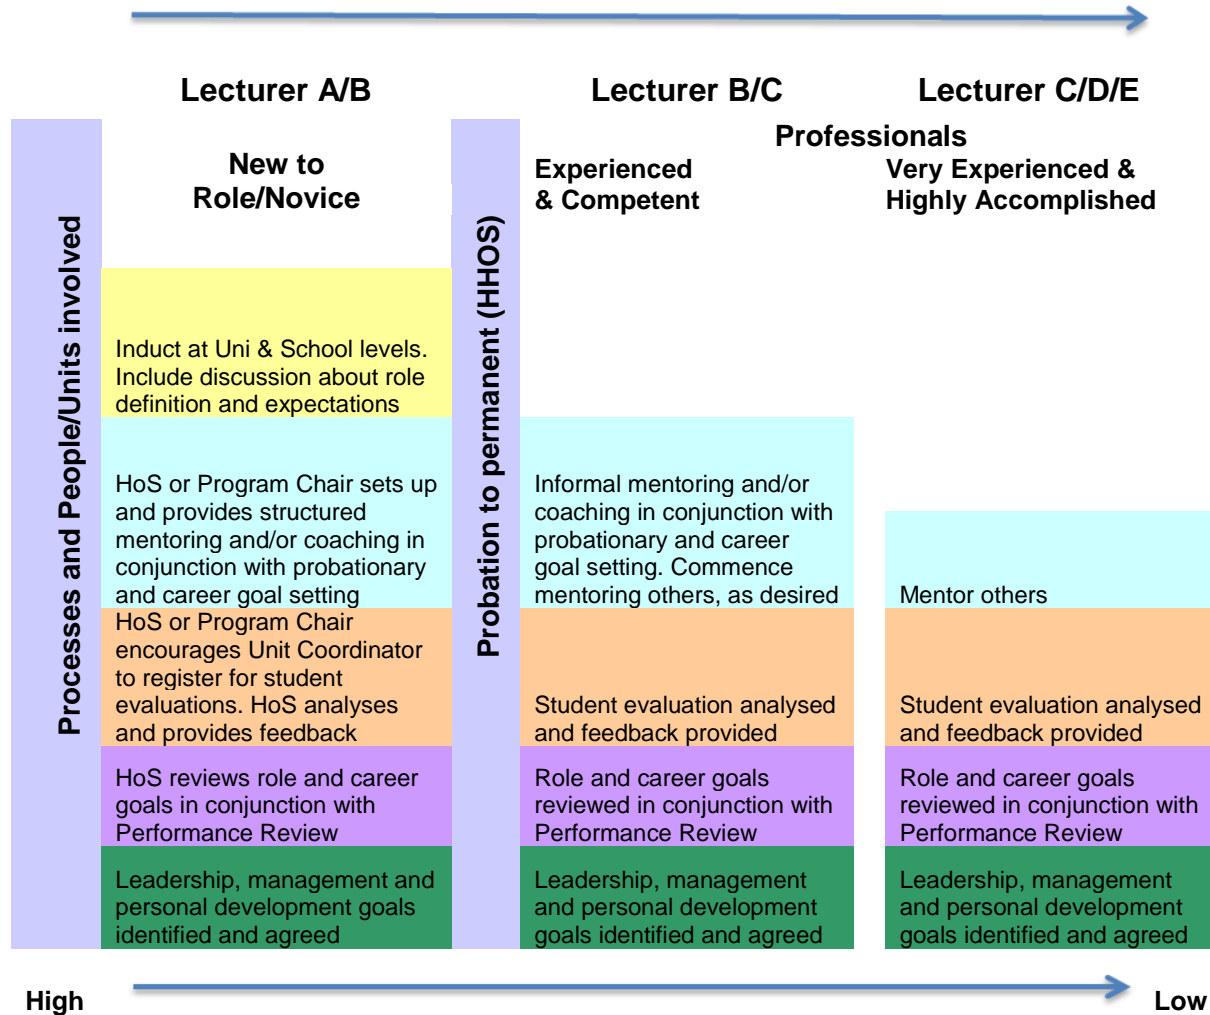 Lecturer A/B
Lecturer B/C
Lecturer C/D/E
Professionals
New to
Role/Novice
Experienced
& Competent
Very Experienced &
Highly Accomplished
Processes and People/Units involved
Induct at Uni & School levels.
Include discussion about role
definition and expectations
HoS or Program Chair sets up
and provides structured
mentoring and/or coaching in
conjunction with probationary
and career goal setting
HoS or Program Chair
encourages Unit Coordinator
to register for student
evaluations. HoS analyses
and provides feedback
HoS reviews role and career
goals in conjunction with
Performance Review
Leadership, management and
personal development goals
identified and agreed
Probation to permanent (HHOS)
Informal mentoring and/or
coaching in conjunction with
probationary and career
goal setting. Commence
mentoring others, as desired
Student evaluation analysed
and feedback provided
Role and career goals
reviewed in conjunction with
Performance Review
Leadership, management
and personal development
goals identified and agreed
Mentor others
Student evaluation analysed
and feedback provided
Role and career goals
reviewed in conjunction with
Performance Review
Leadership, management
and personal development
goals identified and agreed
High
Low